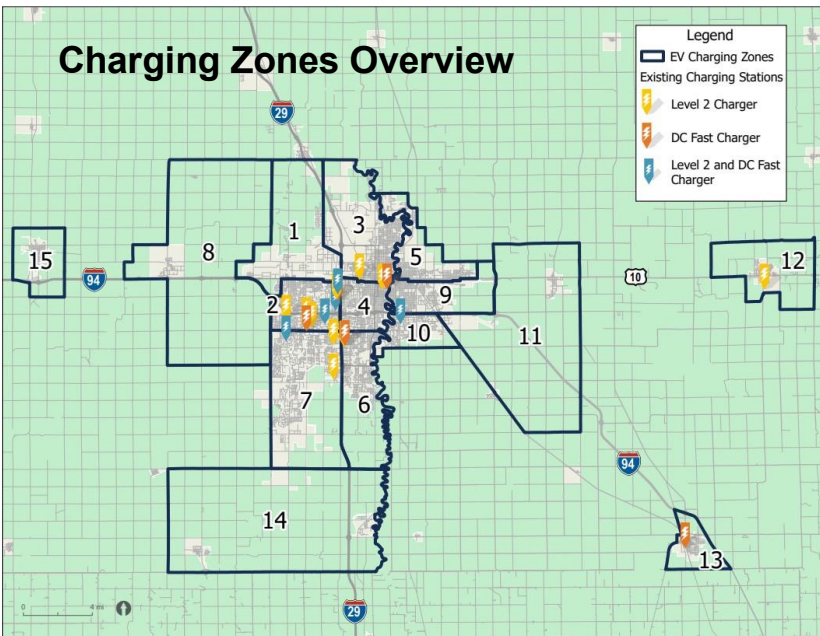 Charging Zones Overview
Legend
EV Charging Zones
Existing Charging Stations
Level 2 Charger
DC Fast Charger
Level 2 and DC Fast
Charger
29
1
3
5
15
8
94
10
12
2
4
9
10
11
7
6
94
14
13
0 4 mi
29